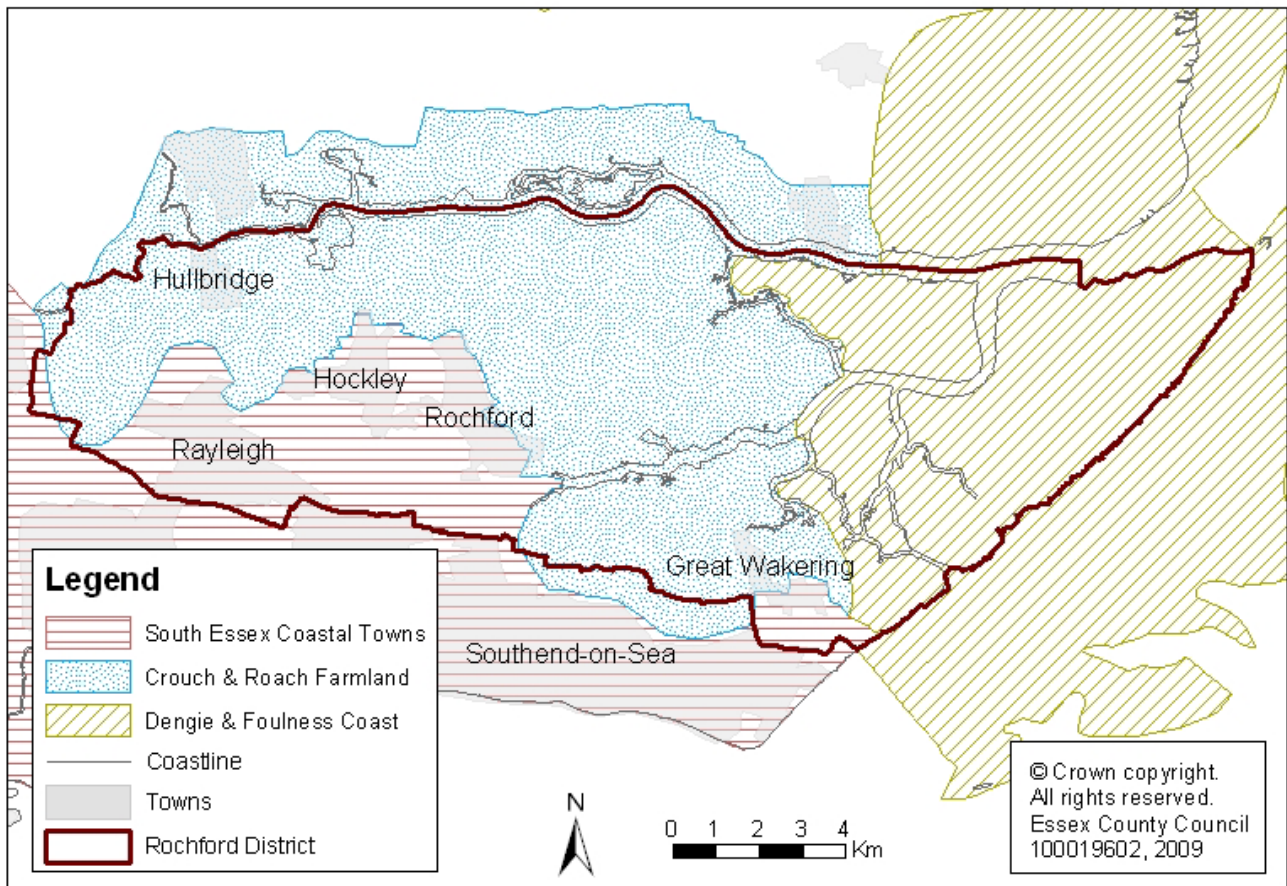 Hullbridge
Hockley
Rochford
Rayleigh
Great Wakering
Southend-on-Sea
Legend
South Essex Coastal Towns
Crouch & Roach Farmland
Dengie & Foulness Coast
Coastline
Towns
Rochford District
N
0 1 2 3 4
Km
© Crown copyright.
All rights reserved.
Essex County Council
100019602, 2009